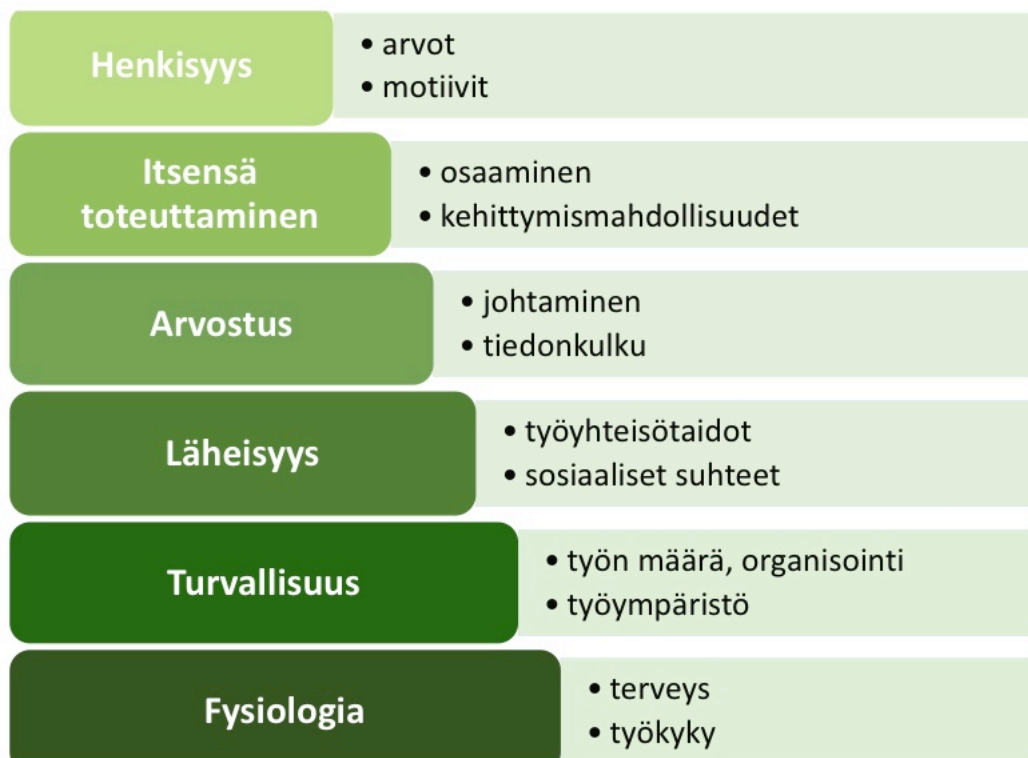 Henkisyys
• arvot
• motiivit
Itsensä
toteuttaminen
• osaaminen
• kehittymismahdollisuudet
Arvostus
• johtaminen
• tiedonkulku
Läheisyys
• työyhteisötaidot
• sosiaaliset suhteet
Turvallisuus
• työn määrä, organisointi
• työympäristö
Fysiologia
• terveys
• työkyky